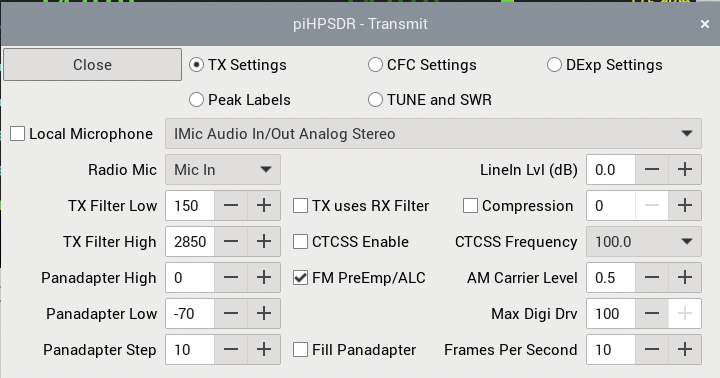 piHPSDR - Transmit ×
Close TX Settings CFC Settings DExp Settings
Peak Labels TUNE and SWR
Local Microphone IMic Audio In/Out Analog Stereo
Radio Mic Mic In LineIn Lvl (dB) 0.0 − +
TX Filter Low 150 − + TX uses RX Filter Compression 0 − +
TX Filter High 2850 − + CTCSS Enable CTCSS Frequency 100.0
Panadapter High 0 − + FM PreEmp/ALC AM Carrier Level 0.5 − +
Panadapter Low -70 − + Max Digi Drv 100 − +
Panadapter Step 10 − + Fill Panadapter Frames Per Second 10 − +